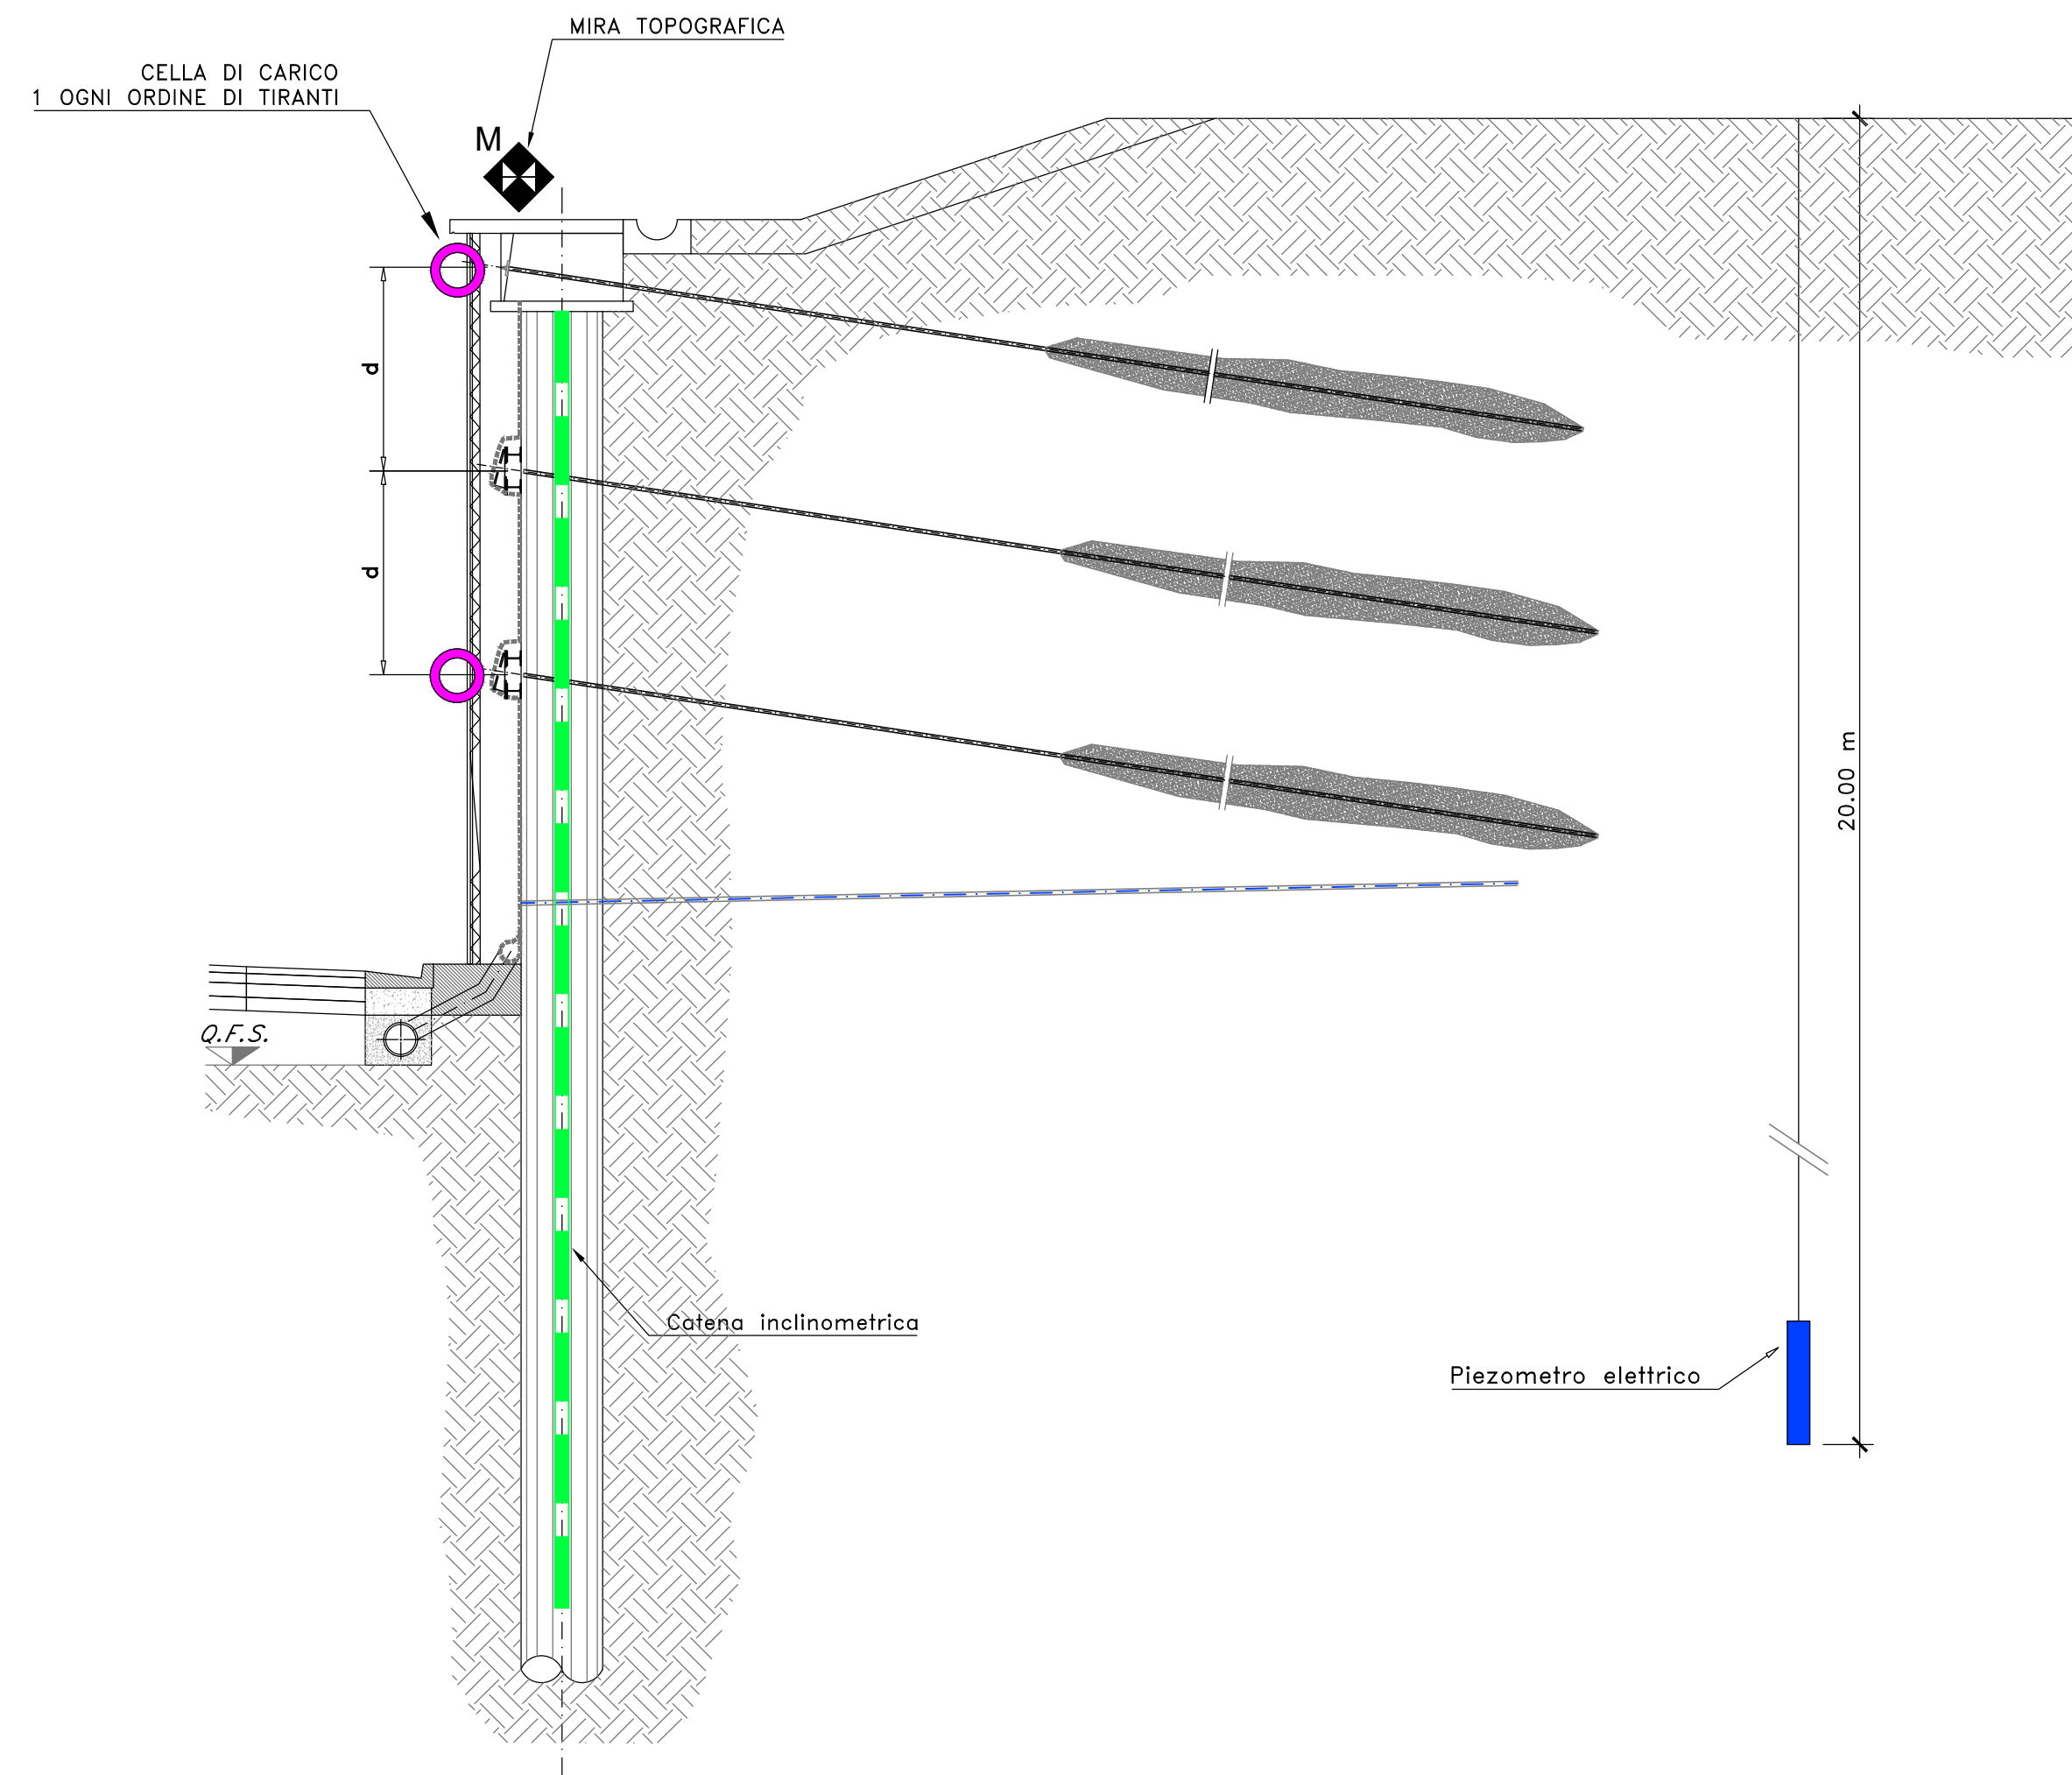 MIRA TOPOGRAFICA
CELLA DI CARICO
1 OGNI ORDINE DI TIRANTI
M
d
d
20.00 m
Q.F.S.
Catena inclinometrica
Piezometro elettrico